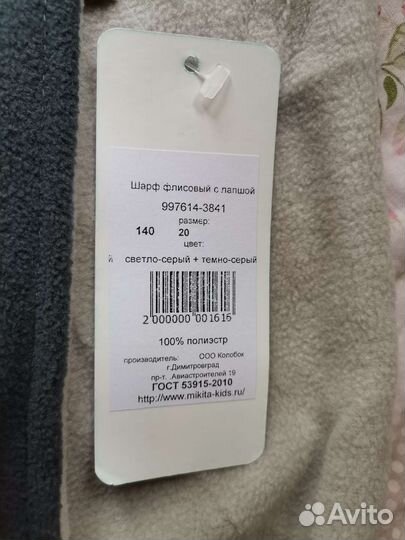 Шарф флисовый с лапшой
997614-3841
размер:
140 20
цвет:
й светло-серый + темно-серый
2 000000 001616
100% полиэстр
производитель: ООО Колобок
г.Димитровград
пр-т. .Авиастроителей 19
ГОСТ 53915-2010
http://www.mikita-kids.ru/
Avito